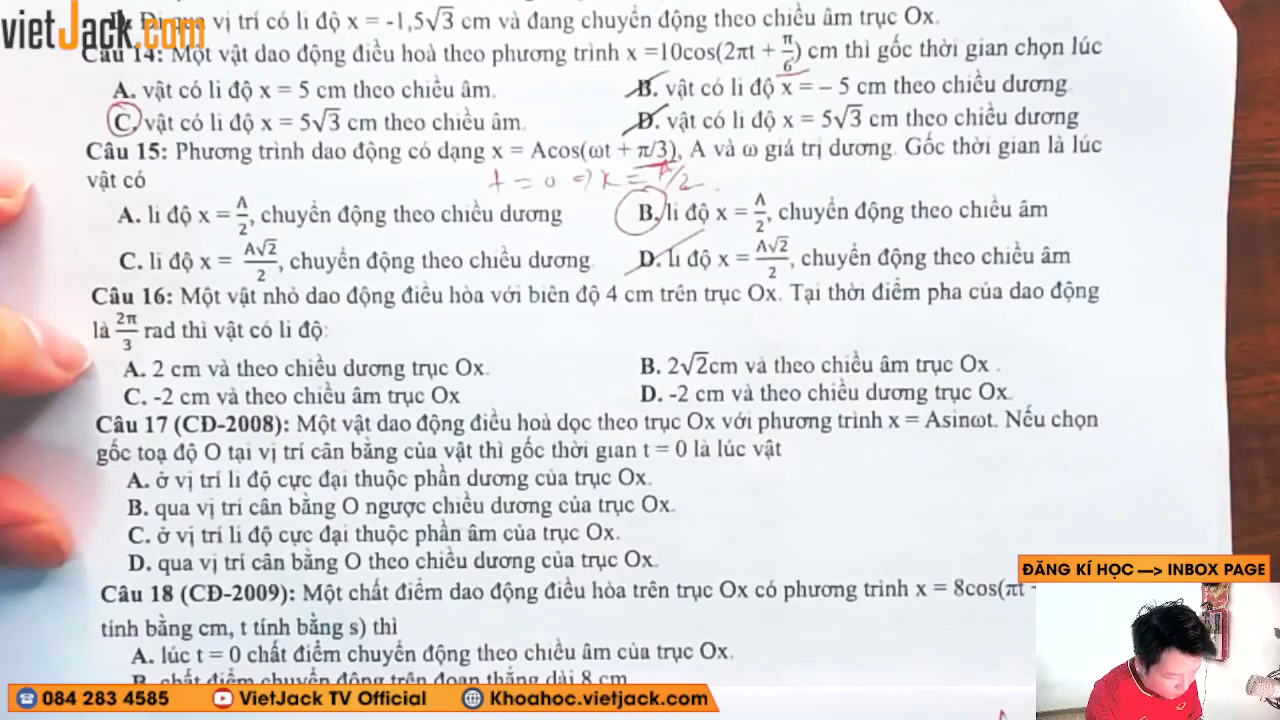 vietJack.com
vị trí có li độ x = -1,5√3 cm và đang chuyển động theo chiều âm trục Ox.
Câu 14: Một vật dao động điều hoà theo phương trình x =10cos(2πt + π/6) cm thì gốc thời gian chọn lúc
A. vật có li độ x = 5 cm theo chiều âm.
B. vật có li độ x = – 5 cm theo chiều dương
C. vật có li độ x = 5√3 cm theo chiều âm.
D. vật có li độ x = 5√3 cm theo chiều dương
Câu 15: Phương trình dao động có dạng x = Acos(ωt + π/3), A và ω giá trị dương. Gốc thời gian là lúc
vật có
t = 0 => x = A/2
A. li độ x = A/2, chuyển động theo chiều dương
B. li độ x = A/2, chuyển động theo chiều âm
C. li độ x = A√2/2, chuyển động theo chiều dương
D. li độ x = A√2/2, chuyển động theo chiều âm
Câu 16: Một vật nhỏ dao động điều hòa với biên độ 4 cm trên trục Ox. Tại thời điểm pha của dao động
là 2π/3 rad thì vật có li độ:
A. 2 cm và theo chiều dương trục Ox.
B. 2√2cm và theo chiều âm trục Ox .
C. -2 cm và theo chiều âm trục Ox
D. -2 cm và theo chiều dương trục Ox.
Câu 17 (CĐ-2008): Một vật dao động điều hoà dọc theo trục Ox với phương trình x = Asinωt. Nếu chọn
gốc toạ độ O tại vị trí cân bằng của vật thì gốc thời gian t = 0 là lúc vật
A. ở vị trí li độ cực đại thuộc phần dương của trục Ox.
B. qua vị trí cân bằng O ngược chiều dương của trục Ox.
C. ở vị trí li độ cực đại thuộc phần âm của trục Ox.
D. qua vị trí cân bằng O theo chiều dương của trục Ox.
ĐĂNG KÍ HỌC —> INBOX PAGE
Câu 18 (CĐ-2009): Một chất điểm dao động điều hòa trên trục Ox có phương trình x = 8cos(πt
tính bằng cm, t tính bằng s) thì
A. lúc t = 0 chất điểm chuyển động theo chiều âm của trục Ox.
B. chất điểm chuyển động trên đoạn thẳng dài 8 cm
084 283 4585 VietJack TV Official Khoahoc.vietjack.com